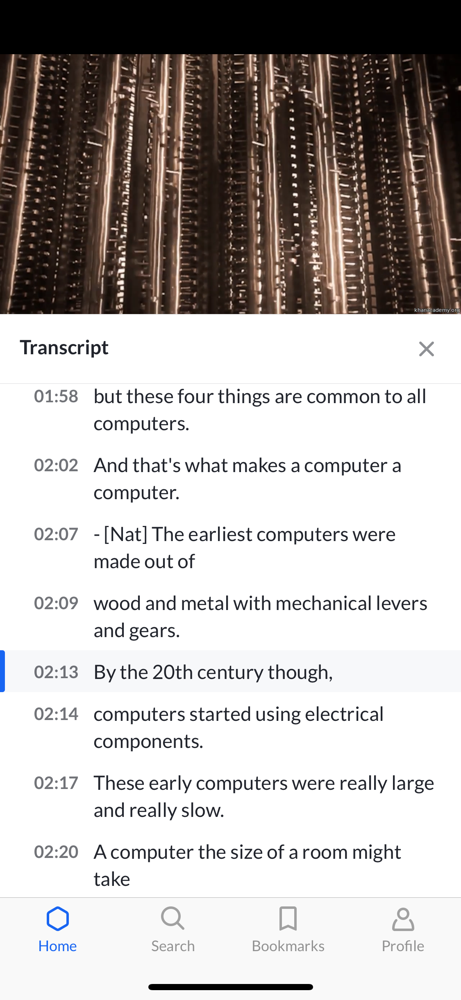 khanacademy.org
Transcript
01:58 but these four things are common to all
computers.
02:02 And that's what makes a computer a
computer.
02:07 - [Nat] The earliest computers were
made out of
02:09 wood and metal with mechanical levers
and gears.
02:13 By the 20th century though,
02:14 computers started using electrical
components.
02:17 These early computers were really large
and really slow.
02:20 A computer the size of a room might
take
Home Search Bookmarks Profile